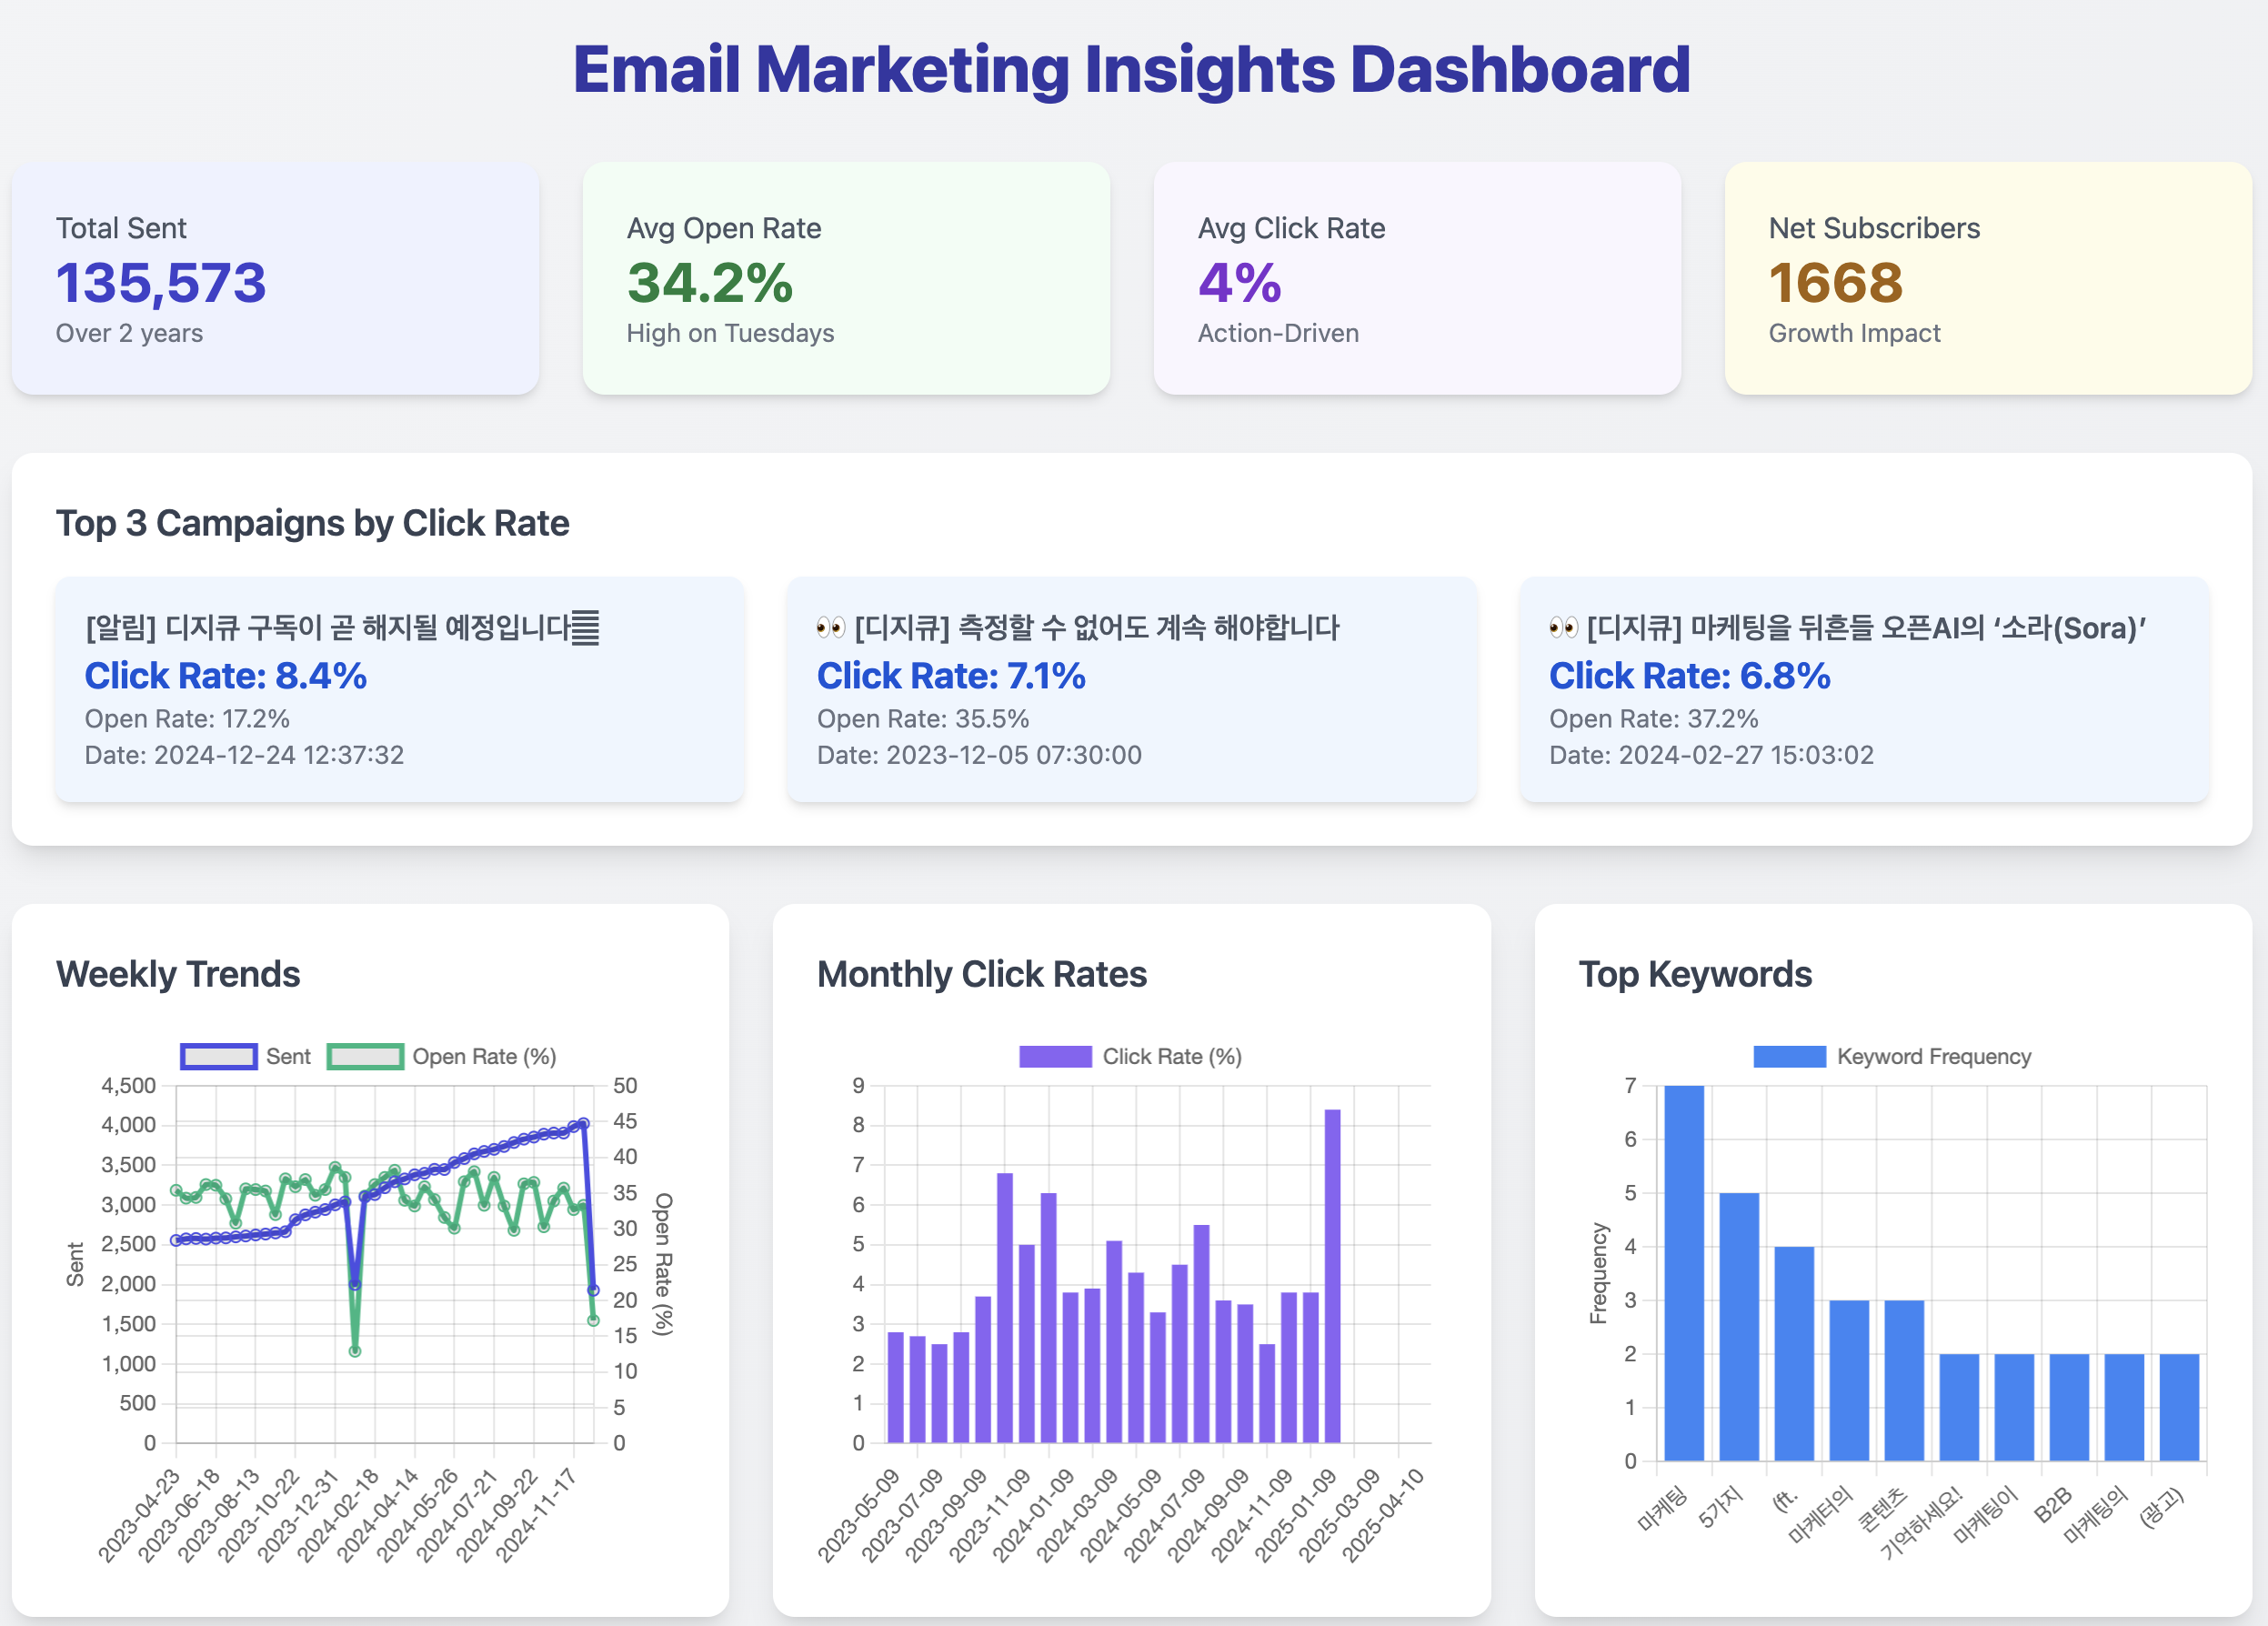 Email Marketing Insights Dashboard
Total Sent
135,573
Over 2 years
Avg Open Rate
34.2%
High on Tuesdays
Avg Click Rate
4%
Action-Driven
Net Subscribers
1668
Growth Impact
Top 3 Campaigns by Click Rate
[알림] 디지큐 구독이 곧 해지될 예정입니다
Click Rate: 8.4%
Open Rate: 17.2%
Date: 2024-12-24 12:37:32
👀 [디지큐] 측정할 수 없어도 계속 해야합니다
Click Rate: 7.1%
Open Rate: 35.5%
Date: 2023-12-05 07:30:00
👀 [디지큐] 마케팅을 뒤흔들 오픈AI의 ‘소라(Sora)’
Click Rate: 6.8%
Open Rate: 37.2%
Date: 2024-02-27 15:03:02
Weekly Trends
Sent
Open Rate (%)
4,500
4,000
3,500
3,000
2,500
2,000
1,500
1,000
500
0
Sent
50
45
40
35
30
25
20
15
10
5
0
Open Rate (%)
2023-04-23
2023-06-18
2023-08-13
2023-10-22
2023-12-31
2024-02-18
2024-04-14
2024-05-26
2024-07-21
2024-09-22
2024-11-17
Monthly Click Rates
Click Rate (%)
9
8
7
6
5
4
3
2
1
0
2023-05-09
2023-07-09
2023-09-09
2023-11-09
2024-01-09
2024-03-09
2024-05-09
2024-07-09
2024-09-09
2024-11-09
2025-01-09
2025-03-09
2025-04-10
Top Keywords
Keyword Frequency
7
6
5
4
3
2
1
0
Frequency
마케팅
5가지
(ft.
마케터의
콘텐츠
기억하세요!
마케팅이
B2B
마케팅의
(광고)